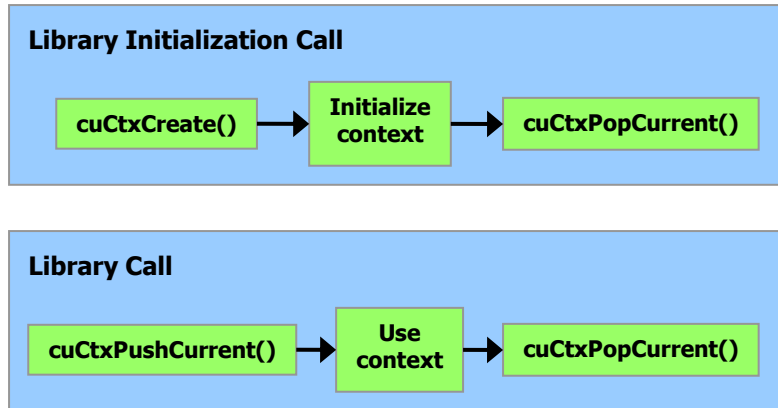 Library Initialization Call
cuCtxCreate()
Initialize
context
cuCtxPopCurrent()
Library Call
cuCtxPushCurrent()
Use
context
cuCtxPopCurrent()